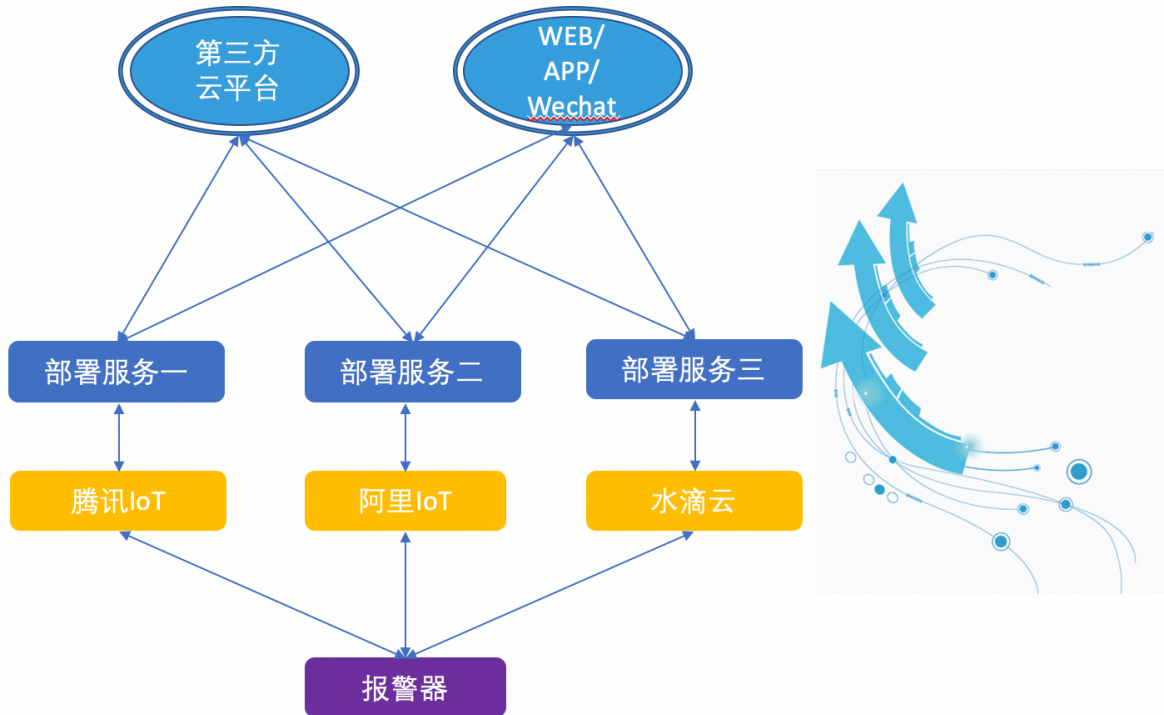 第三方
云平台
WEB/
APP/
Wechat
部署服务一
部署服务二
部署服务三
腾讯IoT
阿里IoT
水滴云
报警器